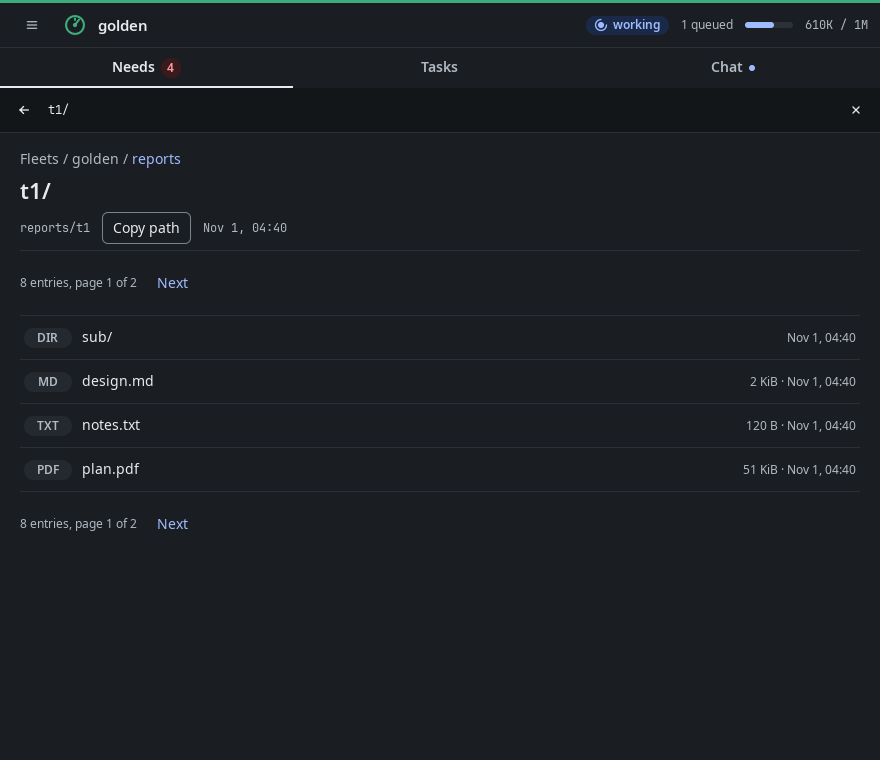 golden
working
1 queued
610K / 1M
Needs 4
Tasks
Chat
t1/
Fleets / golden / reports
t1/
reports/t1
Copy path
Nov 1, 04:40
8 entries, page 1 of 2
Next
DIR sub/ Nov 1, 04:40
MD design.md 2 KiB · Nov 1, 04:40
TXT notes.txt 120 B · Nov 1, 04:40
PDF plan.pdf 51 KiB · Nov 1, 04:40
8 entries, page 1 of 2
Next